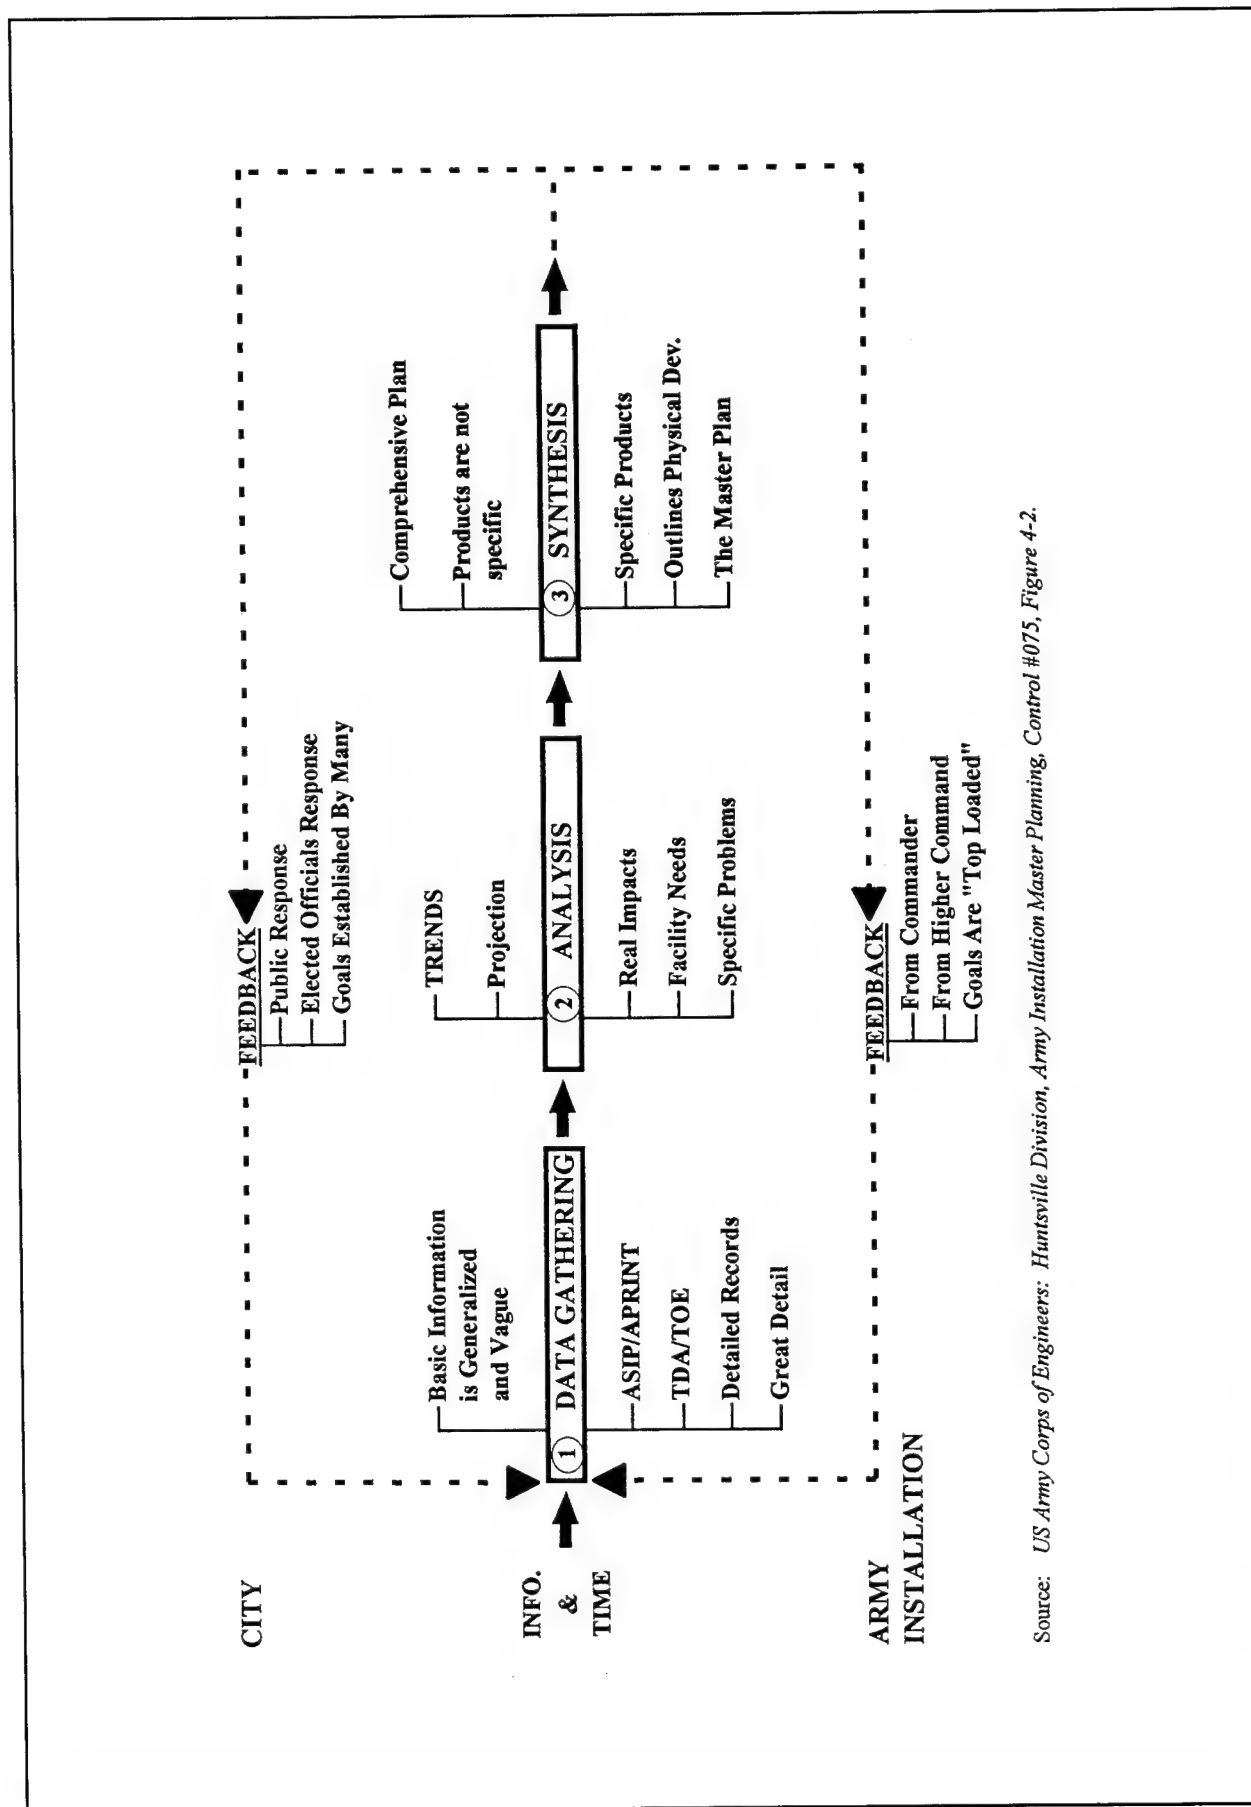 CITY
FEEDBACK
Public Response
Elected Officials Response
Goals Established By Many
Basic Information
is Generalized
and Vague
TRENDS
Projection
Comprehensive Plan
Products are not
specific
INFO.
&
TIME
1 DATA GATHERING
2 ANALYSIS
3 SYNTHESIS
ASIP/APRINT
TDA/TOE
Detailed Records
Great Detail
Real Impacts
Facility Needs
Specific Problems
Specific Products
Outlines Physical Dev.
The Master Plan
ARMY
INSTALLATION
FEEDBACK
From Commander
From Higher Command
Goals Are "Top Loaded"
Source: US Army Corps of Engineers: Huntsville Division, Army Installation Master Planning, Control #075, Figure 4-2.